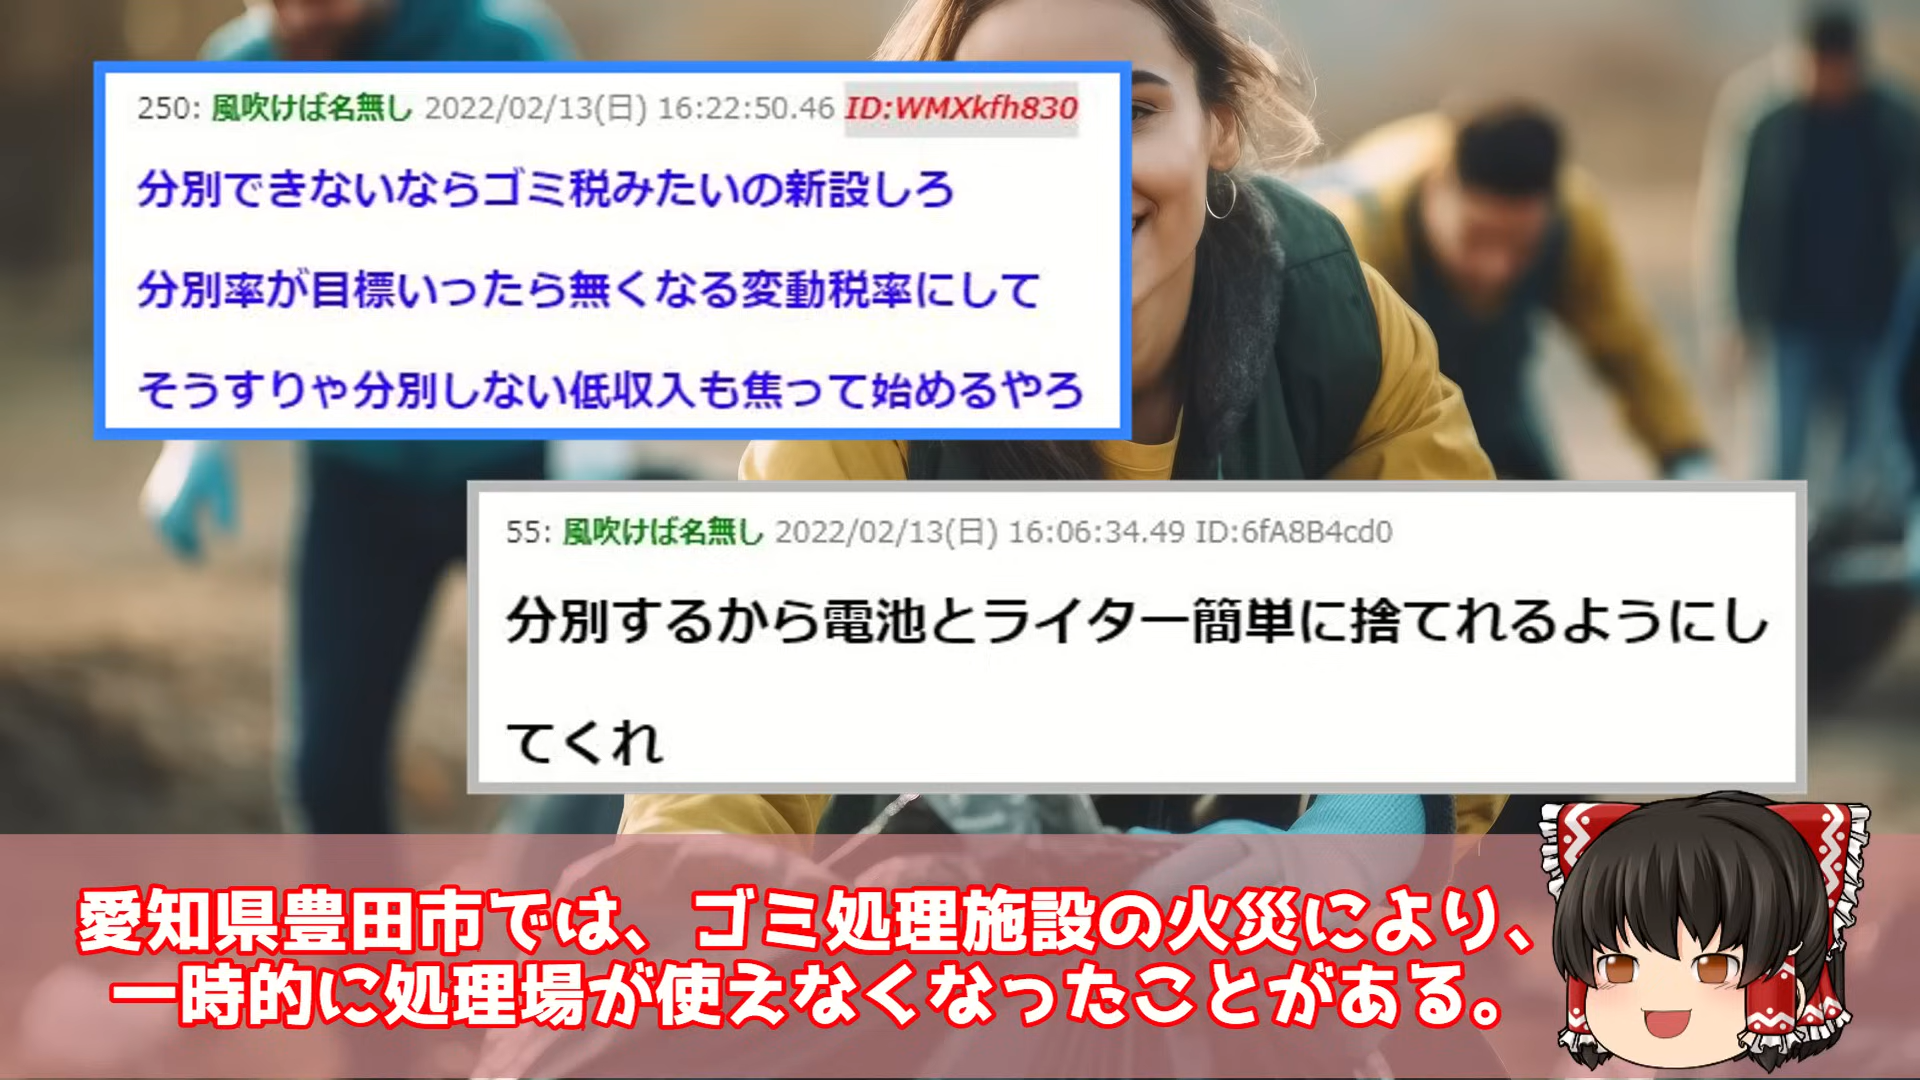 250: 風吹けば名無し 2022/02/13(日) 16:22:50.46 ID:WMXkfh830
分別できないならゴミ税みたいの新設しろ
分別率が目標いったら無くなる変動税率にして
そうすりゃ分別しない低収入も焦って始めるやろ
55: 風吹けば名無し 2022/02/13(日) 16:06:34.49 ID:6fA8B4cd0
分別するから電池とライター簡単に捨てれるようにし
てくれ
愛知県豊田市では、ゴミ処理施設の火災により、
一時的に処理場が使えなくなったことがある。